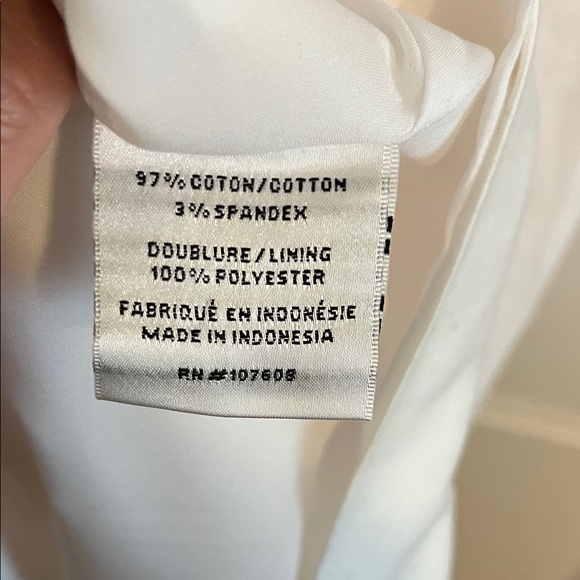 97% COTON/COTTON
3% SPANDEX
DOUBLURE/LINING
100% POLYESTER
FABRIQUÉ EN INDONÉSIE
MADE IN INDONESIA
RN#107608